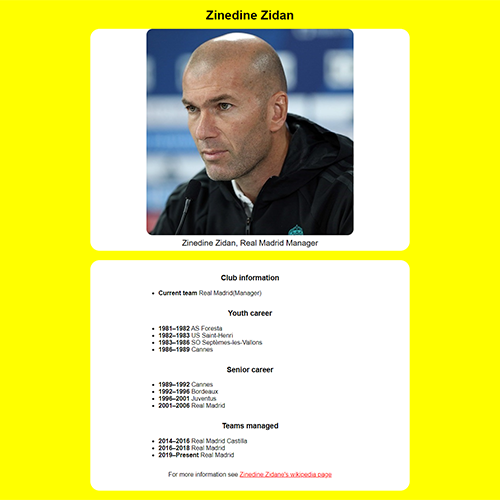 Zinedine Zidan
Zinedine Zidan, Real Madrid Manager
Club information
Current team Real Madrid(Manager)
Youth career
1981–1982 AS Foresta
1982–1983 US Saint-Henri
1983–1986 SO Septèmes-les-Vallons
1986–1989 Cannes
Senior career
1989–1992 Cannes
1992–1996 Bordeaux
1996–2001 Juventus
2001–2006 Real Madrid
Teams managed
2014–2016 Real Madrid Castilla
2016–2018 Real Madrid
2019–Present Real Madrid
For more information see Zinedine Zidane's wikipedia page